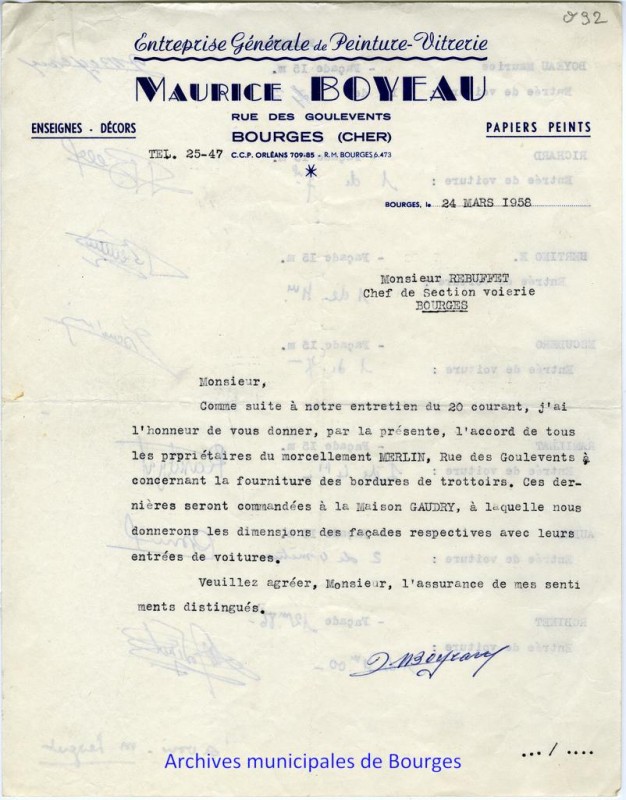 792
Entreprise Générale de Peinture-Vitrerie
MAURICE BOYEAU
RUE DES GOULEVENTS
ENSEIGNES - DÉCORS
BOURGES (CHER)
PAPIERS PEINTS
TEL. 25-47 C.C.P. ORLÉANS 709-85 - R.M. BOURGES 6.473
BOURGES, le 24 MARS 1958
Monsieur REBUFFET
Chef de Section voierie
BOURGES
Monsieur,
Comme suite à notre entretien du 20 courant, j'ai
l'honneur de vous donner, par la présente, l'accord de tous
les prpriétaires du morcellement MERLIN, Rue des Goulevents
concernant la fourniture des bordures de trottoirs. Ces der-
nières seront commandées à la Maison GAUDRY, à laquelle nous
donnerons les dimensions des façades respectives avec leurs
entrées de voitures.
Veuillez agréer, Monsieur, l'assurance de mes senti
ments distingués.
... / ....
Archives municipales de Bourges